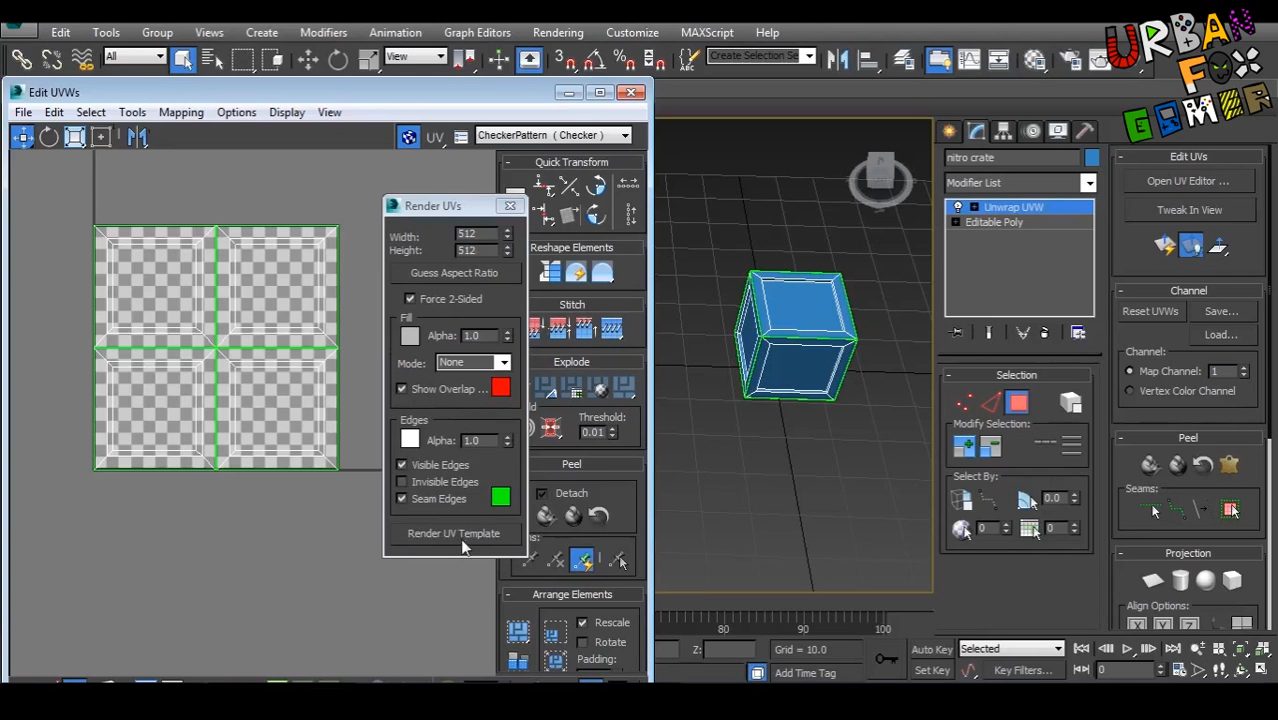 Edit Tools Group Views Create Modifiers Animation Graph Editors Rendering Customize MAXScript Help
URBAN FOX GAMER
All View 3 Create Selection Se
Edit UVWs
File Edit Select Tools Mapping Options Display View
UV CheckerPattern ( Checker )
Quick Transform
Reshape Elements
Stitch
Explode
Threshold:
0.01
Peel
Detach
Arrange Elements
Rescale
Rotate
Padding:
Render UVs
Width: 512
Height: 512
Guess Aspect Ratio
Force 2-Sided
Fill
Alpha: 1.0
Mode: None
Show Overlap ...
Edges
Alpha: 1.0
Visible Edges
Invisible Edges
Seam Edges
Render UV Template
nitro crate
Modifier List
Unwrap UVW
Editable Poly
Selection
Modify Selection:
Select By:
0.0
0 0
Edit UVs
Open UV Editor ...
Tweak In View
Channel
Reset UVWs Save...
Load...
Channel:
Map Channel: 1
Vertex Color Channel
Peel
Seams:
Projection
Align Options:
X Y Z
80 90 100
Z: Grid = 10.0 Auto Key Selected
Add Time Tag Set Key Key Filters... 0